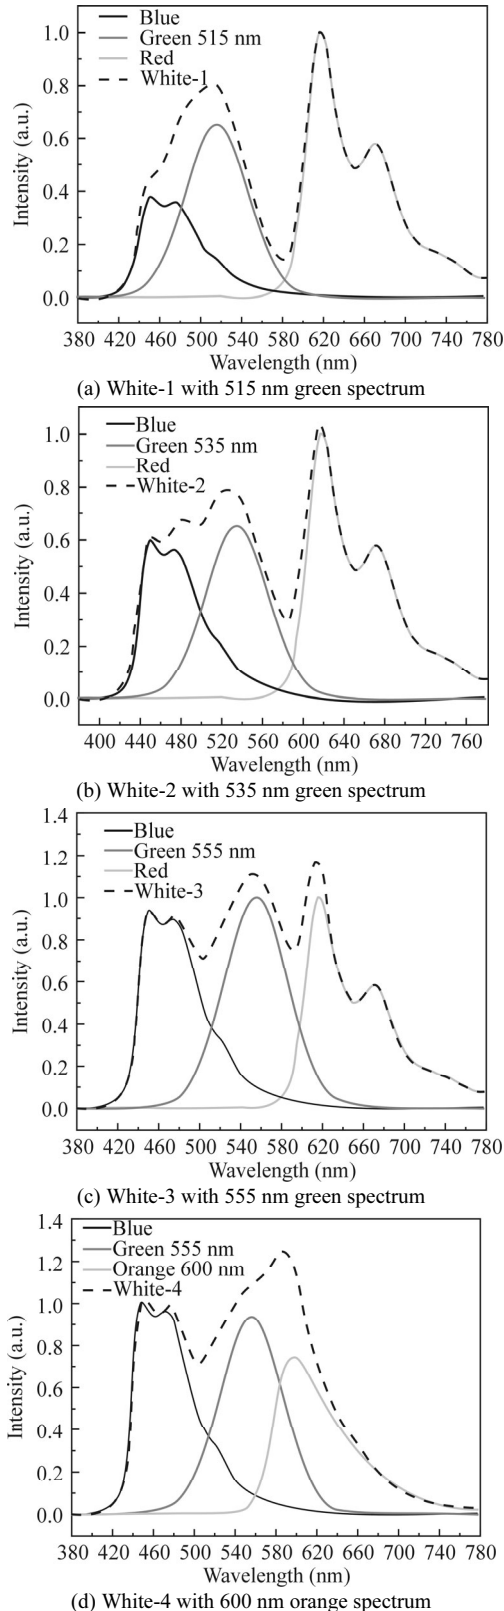 Blue
Green 515 nm
Red
White-1
1.0
0.8
0.6
0.4
0.2
0.0
Intensity (a.u.)
380 420 460 500 540 580 620 660 700 740 780
Wavelength (nm)
(a) White-1 with 515 nm green spectrum
Blue
Green 535 nm
Red
White-2
1.0
0.8
0.6
0.4
0.2
0.0
Intensity (a.u.)
400 440 480 520 560 600 640 680 720 760
Wavelength (nm)
(b) White-2 with 535 nm green spectrum
Blue
Green 555 nm
Red
White-3
1.4
1.2
1.0
0.8
0.6
0.4
0.2
0.0
Intensity (a.u.)
380 420 460 500 540 580 620 660 700 740 780
Wavelength (nm)
(c) White-3 with 555 nm green spectrum
Blue
Green 555 nm
Orange 600 nm
White-4
1.4
1.2
1.0
0.8
0.6
0.4
0.2
0.0
Intensity (a.u.)
380 420 460 500 540 580 620 660 700 740 780
Wavelength (nm)
(d) White-4 with 600 nm orange spectrum